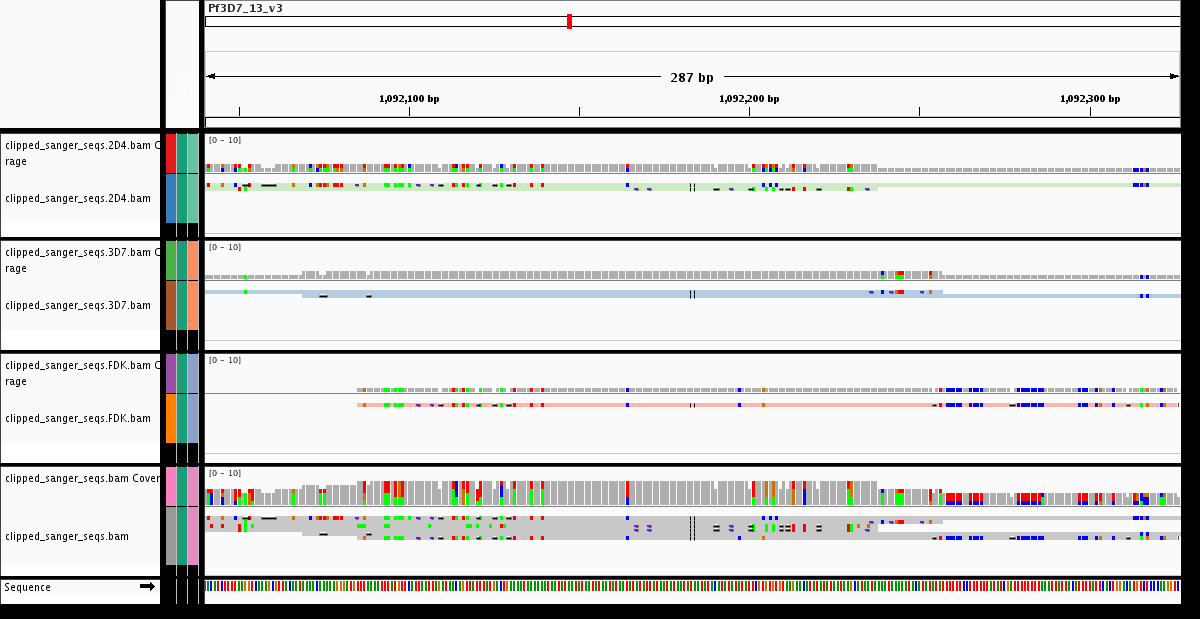 Pf3D7_13_v3
287 bp
1,092,100 bp
1,092,200 bp
1,092,300 bp
clipped_sanger_seqs.2D4.bam C
rage
[0 - 10]
clipped_sanger_seqs.2D4.bam
clipped_sanger_seqs.3D7.bam C
rage
[0 - 10]
clipped_sanger_seqs.3D7.bam
clipped_sanger_seqs.FDK.bam C
rage
[0 - 10]
clipped_sanger_seqs.FDK.bam
clipped_sanger_seqs.bam Cover
[0 - 10]
clipped_sanger_seqs.bam
Sequence